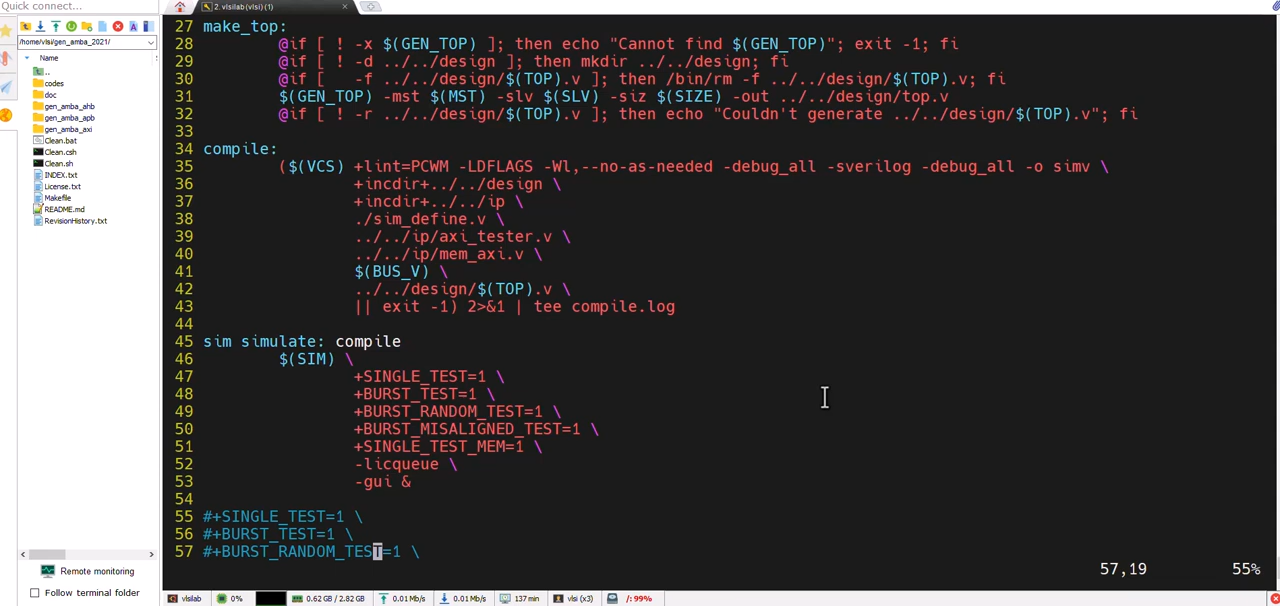 Quick connect...
2. vlsilab(vlsi) (1)
/home/vlsi/gen_amba_2021/
Name
..
codes
doc
gen_amba_ahb
gen_amba_apb
gen_amba_axi
Clean.bat
Clean.csh
Clean.sh
INDEX.txt
License.txt
Makefile
README.md
RevisionHistory.txt
Remote monitoring
Follow terminal folder
27 make_top:
28 @if [ ! -x $(GEN_TOP) ]; then echo "Cannot find $(GEN_TOP)"; exit -1; fi
29 @if [ ! -d ../../design ]; then mkdir ../../design; fi
30 @if [   -f ../../design/$(TOP).v ]; then /bin/rm -f ../../design/$(TOP).v; fi
31 $(GEN_TOP) -mst $(MST) -slv $(SLV) -siz $(SIZE) -out ../../design/top.v
32 @if [ ! -r ../../design/$(TOP).v ]; then echo "Couldn't generate ../../design/$(TOP).v"; fi
33
34 compile:
35 ($(VCS) +lint=PCWM -LDFLAGS -Wl,--no-as-needed -debug_all -sverilog -debug_all -o simv \
36 +incdir+../../design \
37 +incdir+../../ip \
38 ./sim_define.v \
39 ../../ip/axi_tester.v \
40 ../../ip/mem_axi.v \
41 $(BUS_V) \
42 ../../design/$(TOP).v \
43 || exit -1) 2>&1 | tee compile.log
44
45 sim simulate: compile
46 $(SIM) \
47 +SINGLE_TEST=1 \
48 +BURST_TEST=1 \
49 +BURST_RANDOM_TEST=1 \
50 +BURST_MISALIGNED_TEST=1 \
51 +SINGLE_TEST_MEM=1 \
52 -licqueue \
53 -gui &
54
55 #+SINGLE_TEST=1 \
56 #+BURST_TEST=1 \
57 #+BURST_RANDOM_TEST=1 \
57,19 55%
vlsilab 0% 0.62 GB / 2.82 GB 0.01 Mb/s 0.01 Mb/s 137 min vlsi (x3) /: 99%